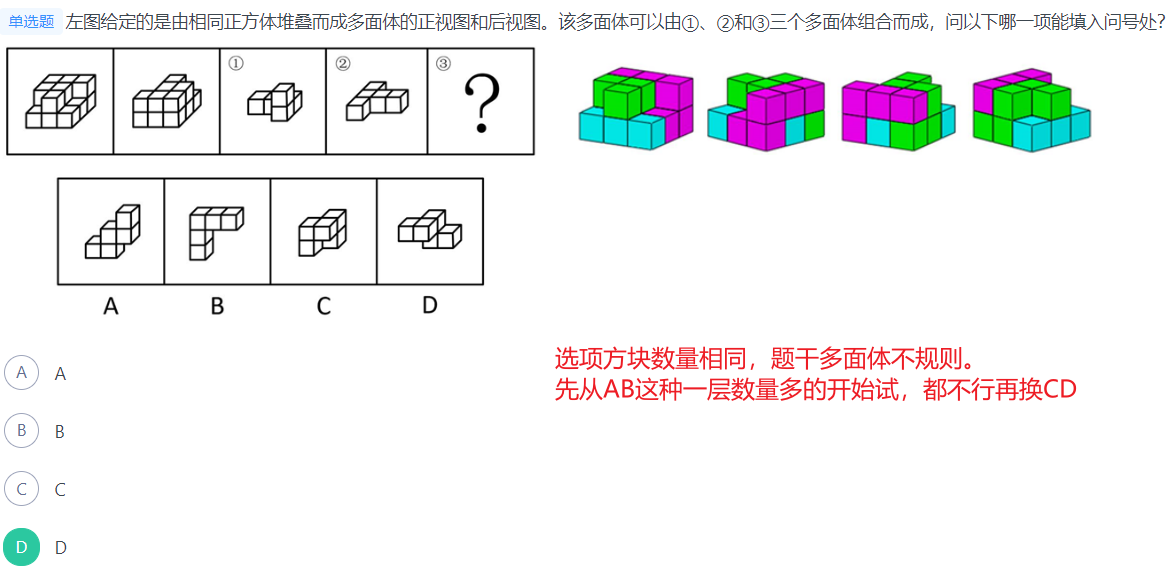 单选题 左图给定的是由相同正方体堆叠而成多面体的正视图和后视图。该多面体可以由①、②和③三个多面体组合而成，问以下哪一项能填入问号处?
① ② ③ ?
A B C D
A A
B B
C C
D D
选项方块数量相同，题干多面体不规则。
先从AB这种一层数量多的开始试，都不行再换CD